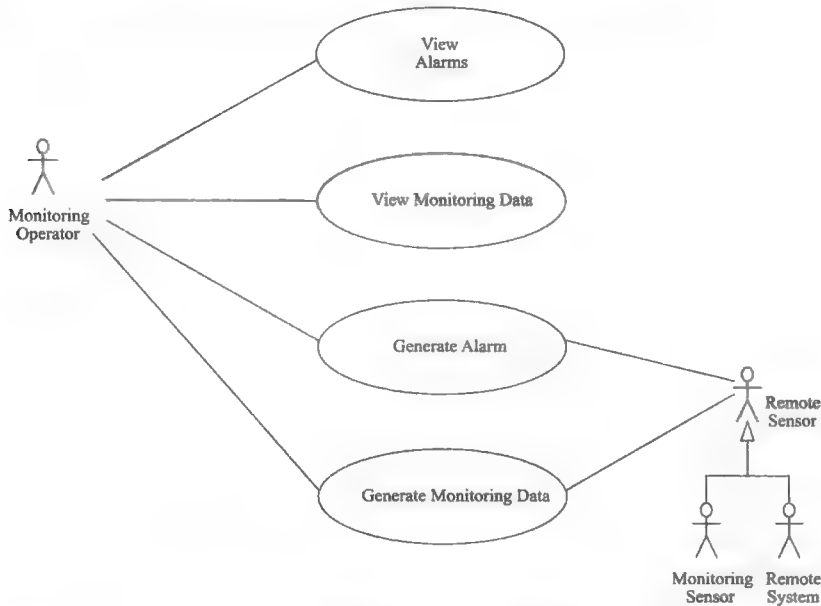 View
Alarms
View Monitoring Data
Monitoring
Operator
Generate Alarm
Remote
Sensor
Generate Monitoring Data
Monitoring
Sensor
Remote
System